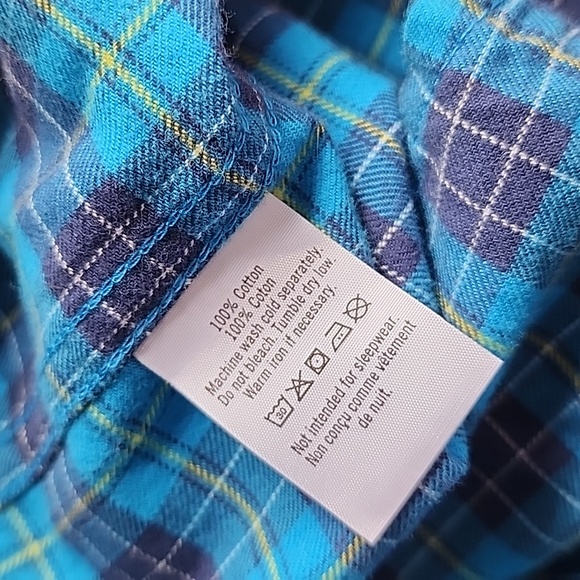 100% Cotton
100% Coton
Machine wash cold separately.
Do not bleach. Tumble dry low.
Warm iron if necessary.
30
Not intended for sleepwear.
Non conçu comme vêtement
de nuit.